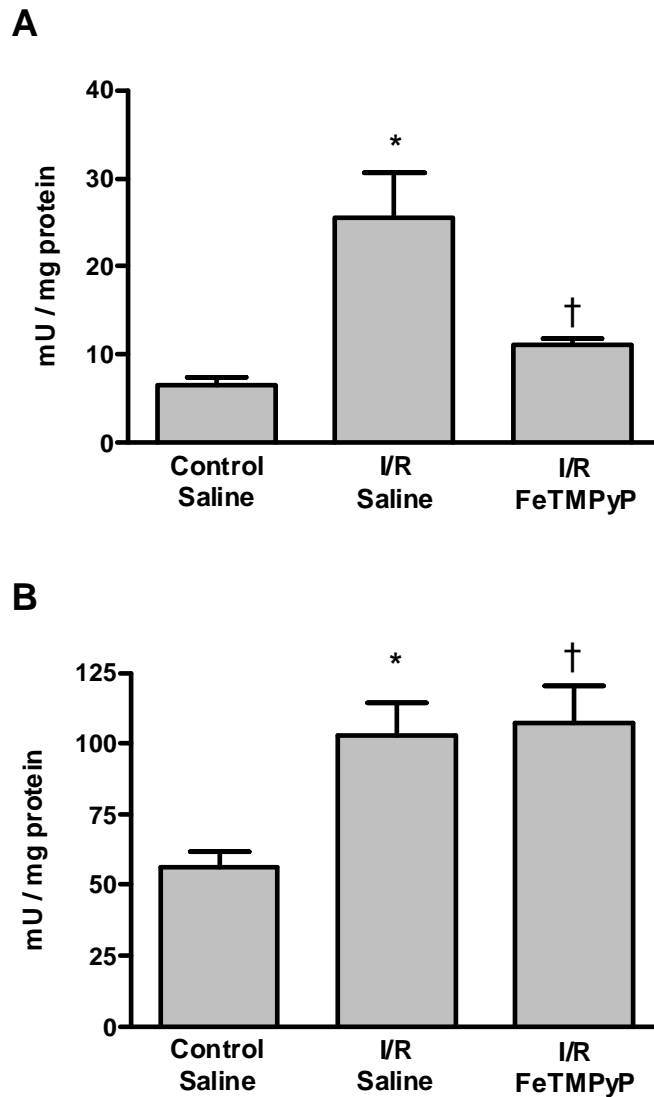 A
mU / mg protein
40
30
20
10
0
*
†
Control
Saline
I/R
Saline
I/R
FeTMPyP
B
mU / mg protein
125
100
75
50
25
0
*
†
Control
Saline
I/R
Saline
I/R
FeTMPyP